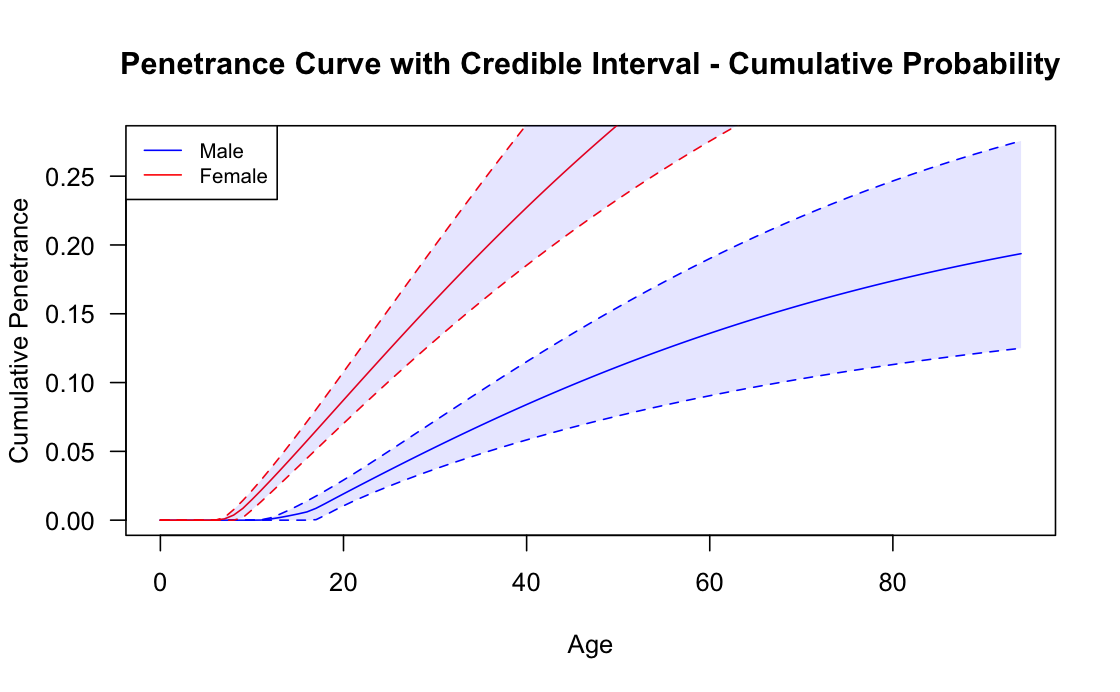 Penetrance Curve with Credible Interval - Cumulative Probability
Male
Female
Cumulative Penetrance
0.25
0.20
0.15
0.10
0.05
0.00
0 20 40 60 80
Age